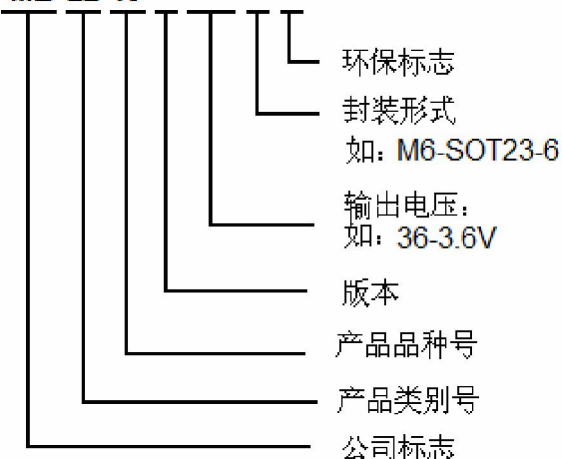 环保标志
封装形式
如：M6-SOT23-6
输出电压：
如：36-3.6V
版本
产品品种号
产品类别号
公司标志